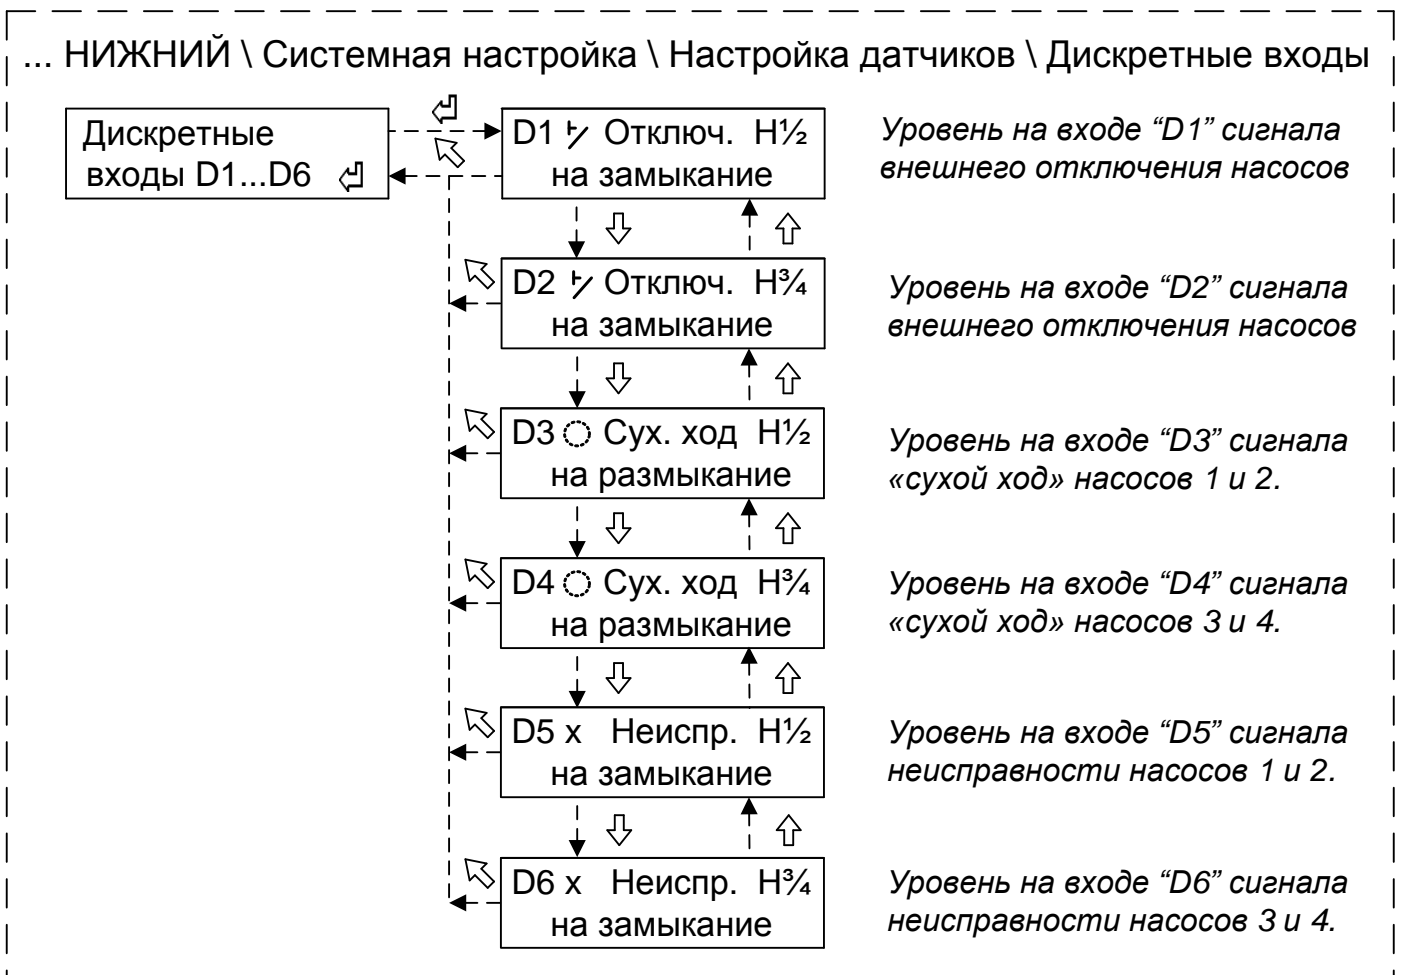 ... НИЖНИЙ \ Системная настройка \ Настройка датчиков \ Дискретные входы
Дискретные
входы D1...D6
D1 Отключ. Н½
на замыкание
Уровень на входе “D1” сигнала
внешнего отключения насосов
D2 Отключ. Н¾
на замыкание
Уровень на входе “D2” сигнала
внешнего отключения насосов
D3 Сух. ход Н½
на размыкание
Уровень на входе “D3” сигнала
«сухой ход» насосов 1 и 2.
D4 Сух. ход Н¾
на размыкание
Уровень на входе “D4” сигнала
«сухой ход» насосов 3 и 4.
D5 x Неиспр. Н½
на замыкание
Уровень на входе “D5” сигнала
неисправности насосов 1 и 2.
D6 x Неиспр. Н¾
на замыкание
Уровень на входе “D6” сигнала
неисправности насосов 3 и 4.